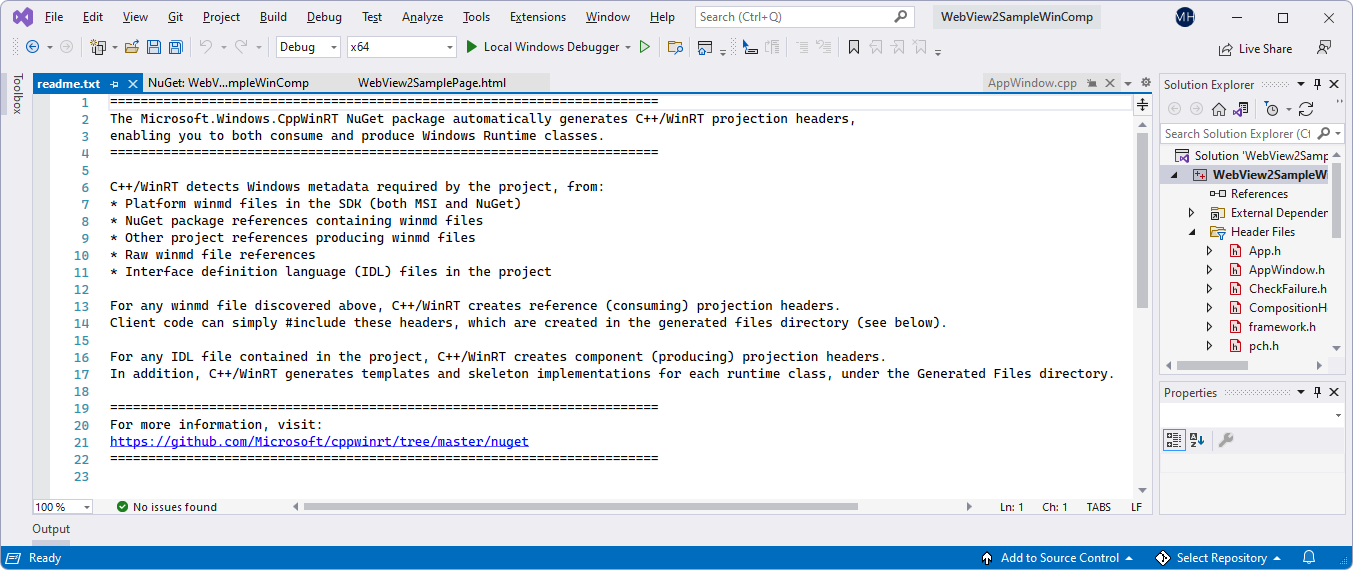 File Edit View Git Project Build Debug Test Analyze Tools Extensions Window Help Search (Ctrl+Q) WebView2SampleWinComp MH
Debug x64 Local Windows Debugger Live Share
Toolbox
readme.txt NuGet: WebV...mpleWinComp WebView2SamplePage.html AppWindow.cpp
1 =========================================================================
2 The Microsoft.Windows.CppWinRT NuGet package automatically generates C++/WinRT projection headers,
3 enabling you to both consume and produce Windows Runtime classes.
4 =========================================================================
5
6 C++/WinRT detects Windows metadata required by the project, from:
7 * Platform winmd files in the SDK (both MSI and NuGet)
8 * NuGet package references containing winmd files
9 * Other project references producing winmd files
10 * Raw winmd file references
11 * Interface definition language (IDL) files in the project
12
13 For any winmd file discovered above, C++/WinRT creates reference (consuming) projection headers.
14 Client code can simply #include these headers, which are created in the generated files directory (see below).
15
16 For any IDL file contained in the project, C++/WinRT creates component (producing) projection headers.
17 In addition, C++/WinRT generates templates and skeleton implementations for each runtime class, under the Generated Files directory.
18
19 =========================================================================
20 For more information, visit:
21 https://github.com/Microsoft/cppwinrt/tree/master/nuget
22 =========================================================================
23
100 % No issues found Ln: 1 Ch: 1 TABS LF
Solution Explorer
Search Solution Explorer (Ct
Solution 'WebView2Samp
WebView2SampleWi
References
External Dependen
Header Files
App.h
AppWindow.h
CheckFailure.h
CompositionH
framework.h
pch.h
Properties
Output
Ready Add to Source Control Select Repository